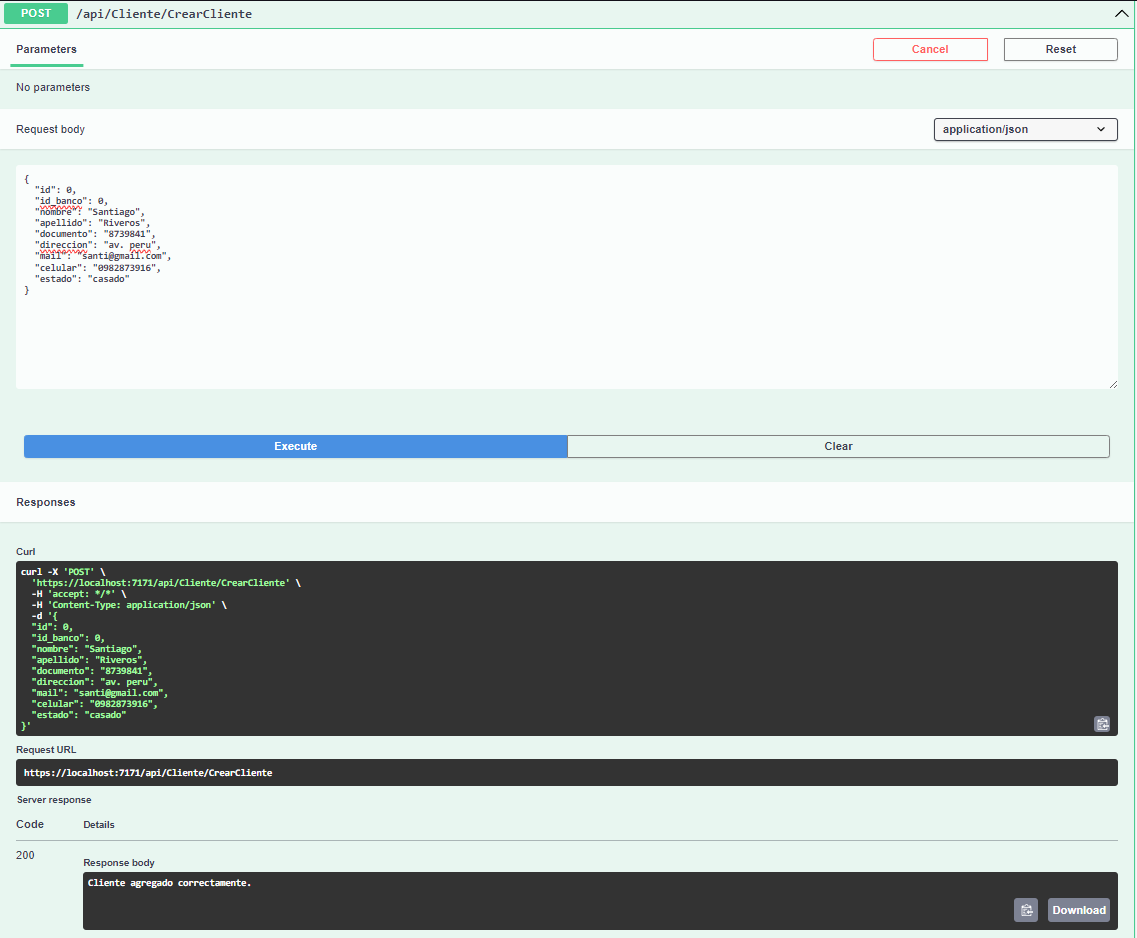 POST /api/Cliente/CrearCliente
Parameters
Cancel
Reset
No parameters
Request body
application/json
{
  "id": 0,
  "id_banco": 0,
  "nombre": "Santiago",
  "apellido": "Riveros",
  "documento": "8739841",
  "direccion": "av. peru",
  "mail": "santi@gmail.com",
  "celular": "0982873916",
  "estado": "casado"
}
Execute
Clear
Responses
Curl
curl -X 'POST' \
  'https://localhost:7171/api/Cliente/CrearCliente' \
  -H 'accept: */*' \
  -H 'Content-Type: application/json' \
  -d '{
  "id": 0,
  "id_banco": 0,
  "nombre": "Santiago",
  "apellido": "Riveros",
  "documento": "8739841",
  "direccion": "av. peru",
  "mail": "santi@gmail.com",
  "celular": "0982873916",
  "estado": "casado"
}'
Request URL
https://localhost:7171/api/Cliente/CrearCliente
Server response
Code Details
200
Response body
Cliente agregado correctamente.
Download